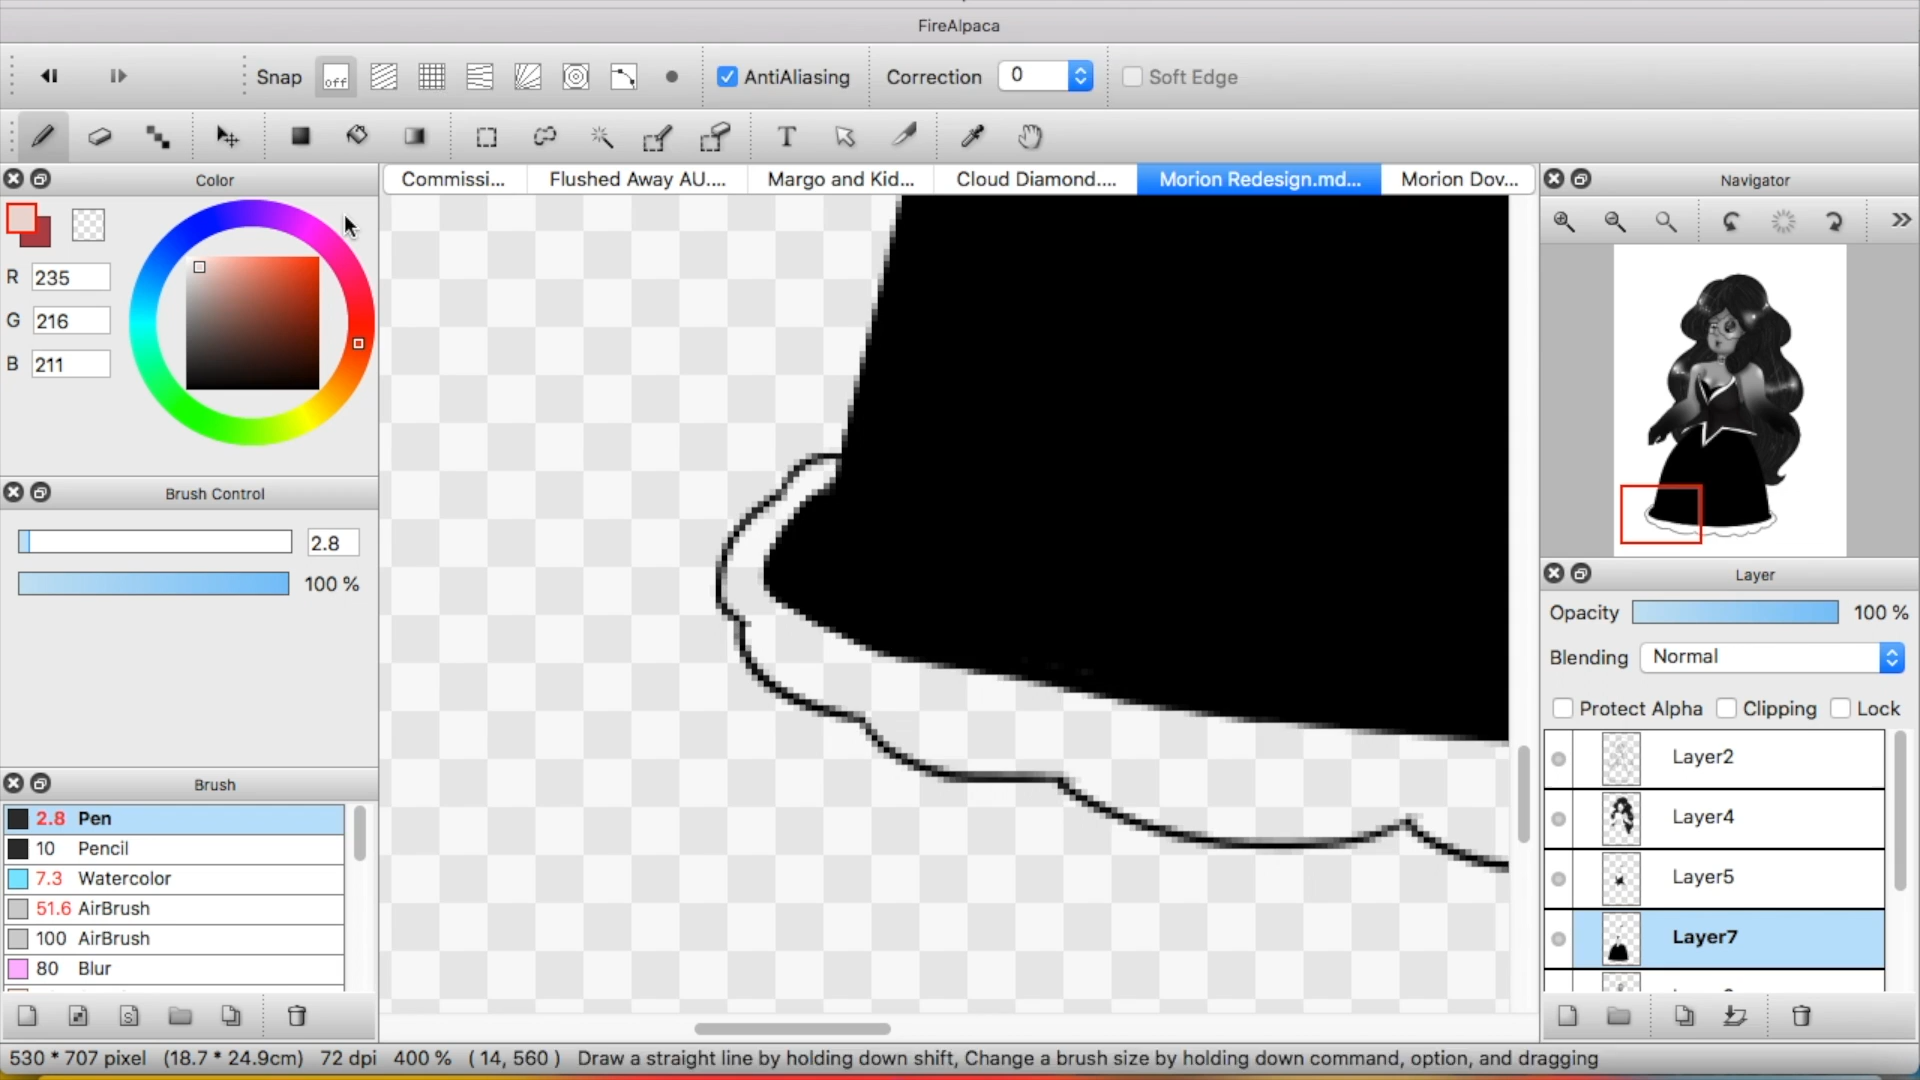 FireAlpaca
Snap off AntiAliasing Correction 0 Soft Edge
T
Color
Commissi... Flushed Away AU.... Margo and Kid... Cloud Diamond.... Morion Redesign.md... Morion Dov...
Navigator
R 235
G 216
B 211
Brush Control
2.8
100 %
Layer
Opacity 100 %
Blending Normal
Protect Alpha Clipping Lock
Layer2
Layer4
Layer5
Layer7
Brush
2.8 Pen
10 Pencil
7.3 Watercolor
51.6 AirBrush
100 AirBrush
80 Blur
S
530 * 707 pixel (18.7 * 24.9cm) 72 dpi 400 % ( 14, 560 ) Draw a straight line by holding down shift, Change a brush size by holding down command, option, and dragging